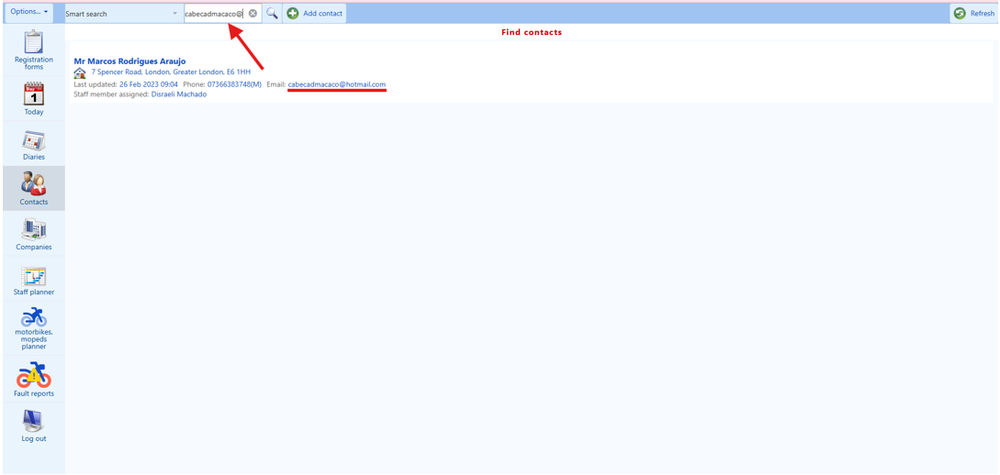 Options...
Smart search
cabecadmacaco@
Add contact
Refresh
Find contacts
Registration
forms
Day
1
Today
Diaries
Contacts
Companies
Staff planner
motorbikes,
mopeds
planner
Fault reports
Log out
Mr Marcos Rodrigues Araujo
7 Spencer Road, London, Greater London, E6 1HH
Last updated: 26 Feb 2023 09:04 Phone: 07366383748(M) Email: cabecadmacaco@hotmail.com
Staff member assigned: Disraeli Machado